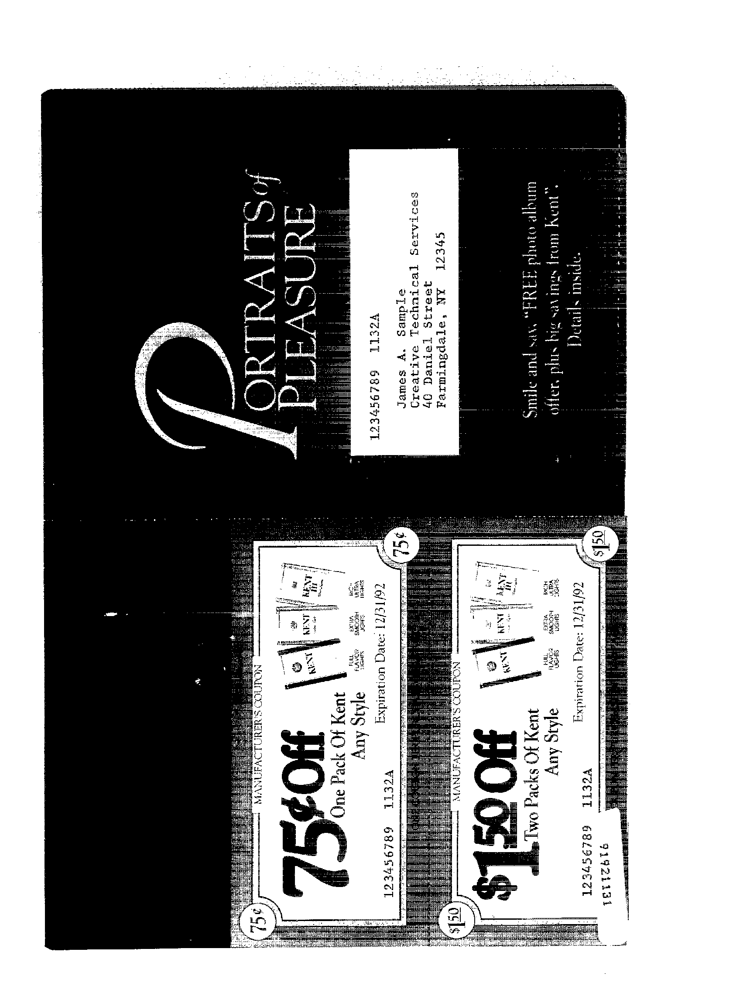 PORTRAITS of
PLEASURE
123456789 1132A
James A. Sample
Creative Technical Services
40 Daniel Street
Farmingdale, NY 12345
Smile and say, "FREE photo album
offer, plus big savings from Kent".
Details inside.
MANUFACTURER'S COUPON
75¢
75¢ Off
One Pack Of Kent
Any Style
KENT
KENT
KENT
III
FULL
FLAVOR
LIGHTS
EXTRA
SMOOTH
LIGHTS
RICH
ULTRA
LIGHTS
Expiration Date: 12/31/92
123456789 1132A
75¢
MANUFACTURER'S COUPON
$1.50
$1.50 Off
Two Packs Of Kent
Any Style
KENT
KENT
KENT
III
FULL
FLAVOR
LIGHTS
EXTRA
SMOOTH
LIGHTS
RICH
ULTRA
LIGHTS
Expiration Date: 12/31/92
123456789 1132A
$1.50
91921131